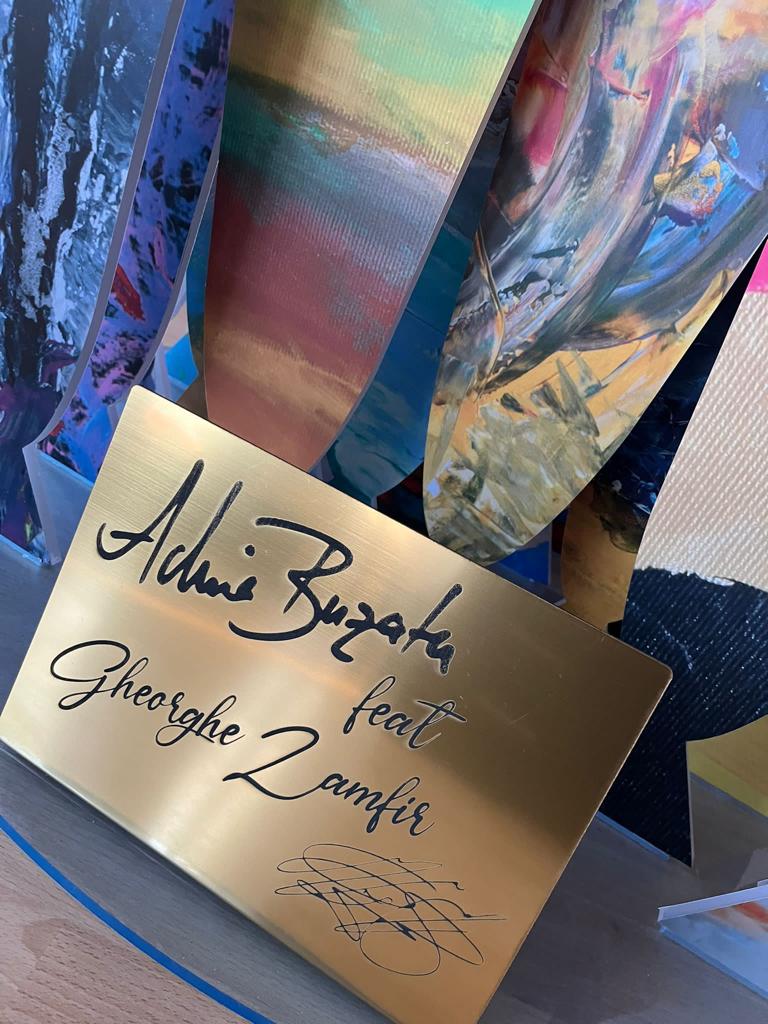 Adina Buzatu
feat
Gheorghe Zamfir